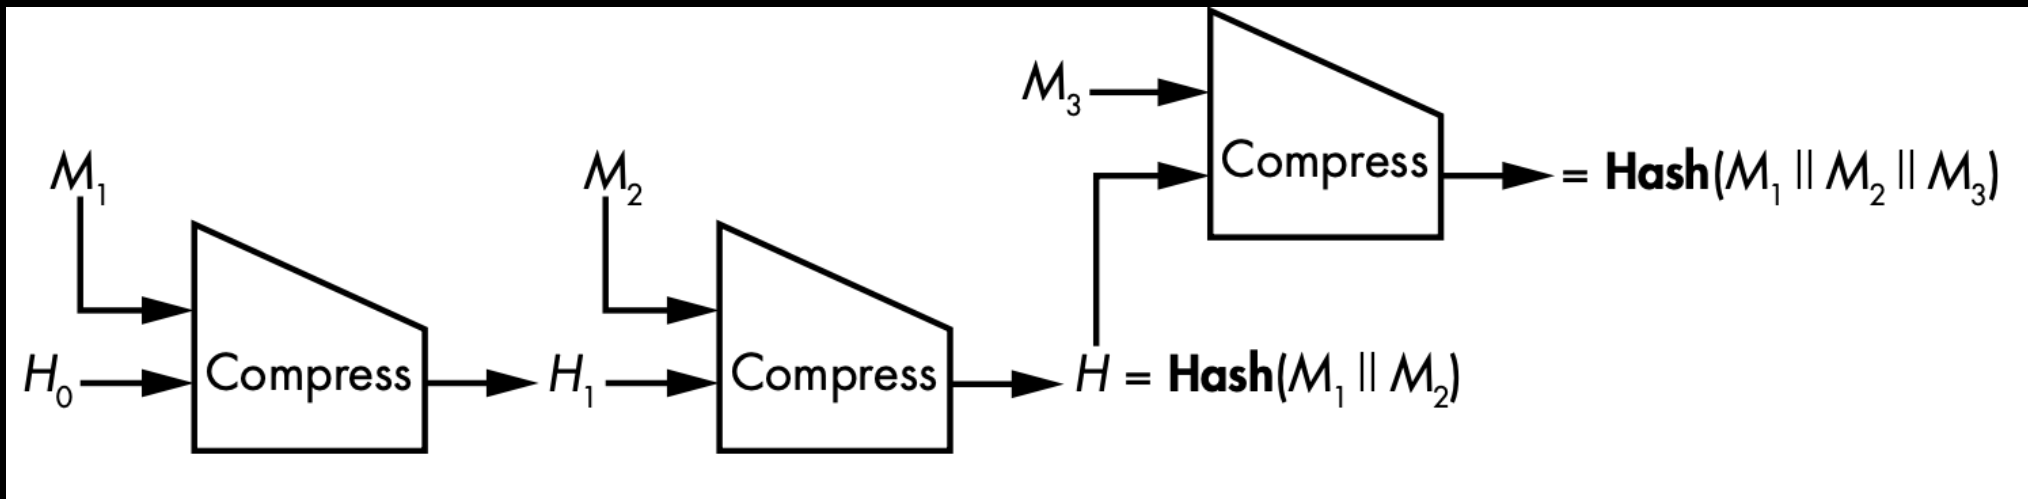 M₃
Compress
= Hash(M₁ || M₂ || M₃)
M₁
M₂
H₀
Compress
H₁
Compress
H = Hash(M₁ || M₂)